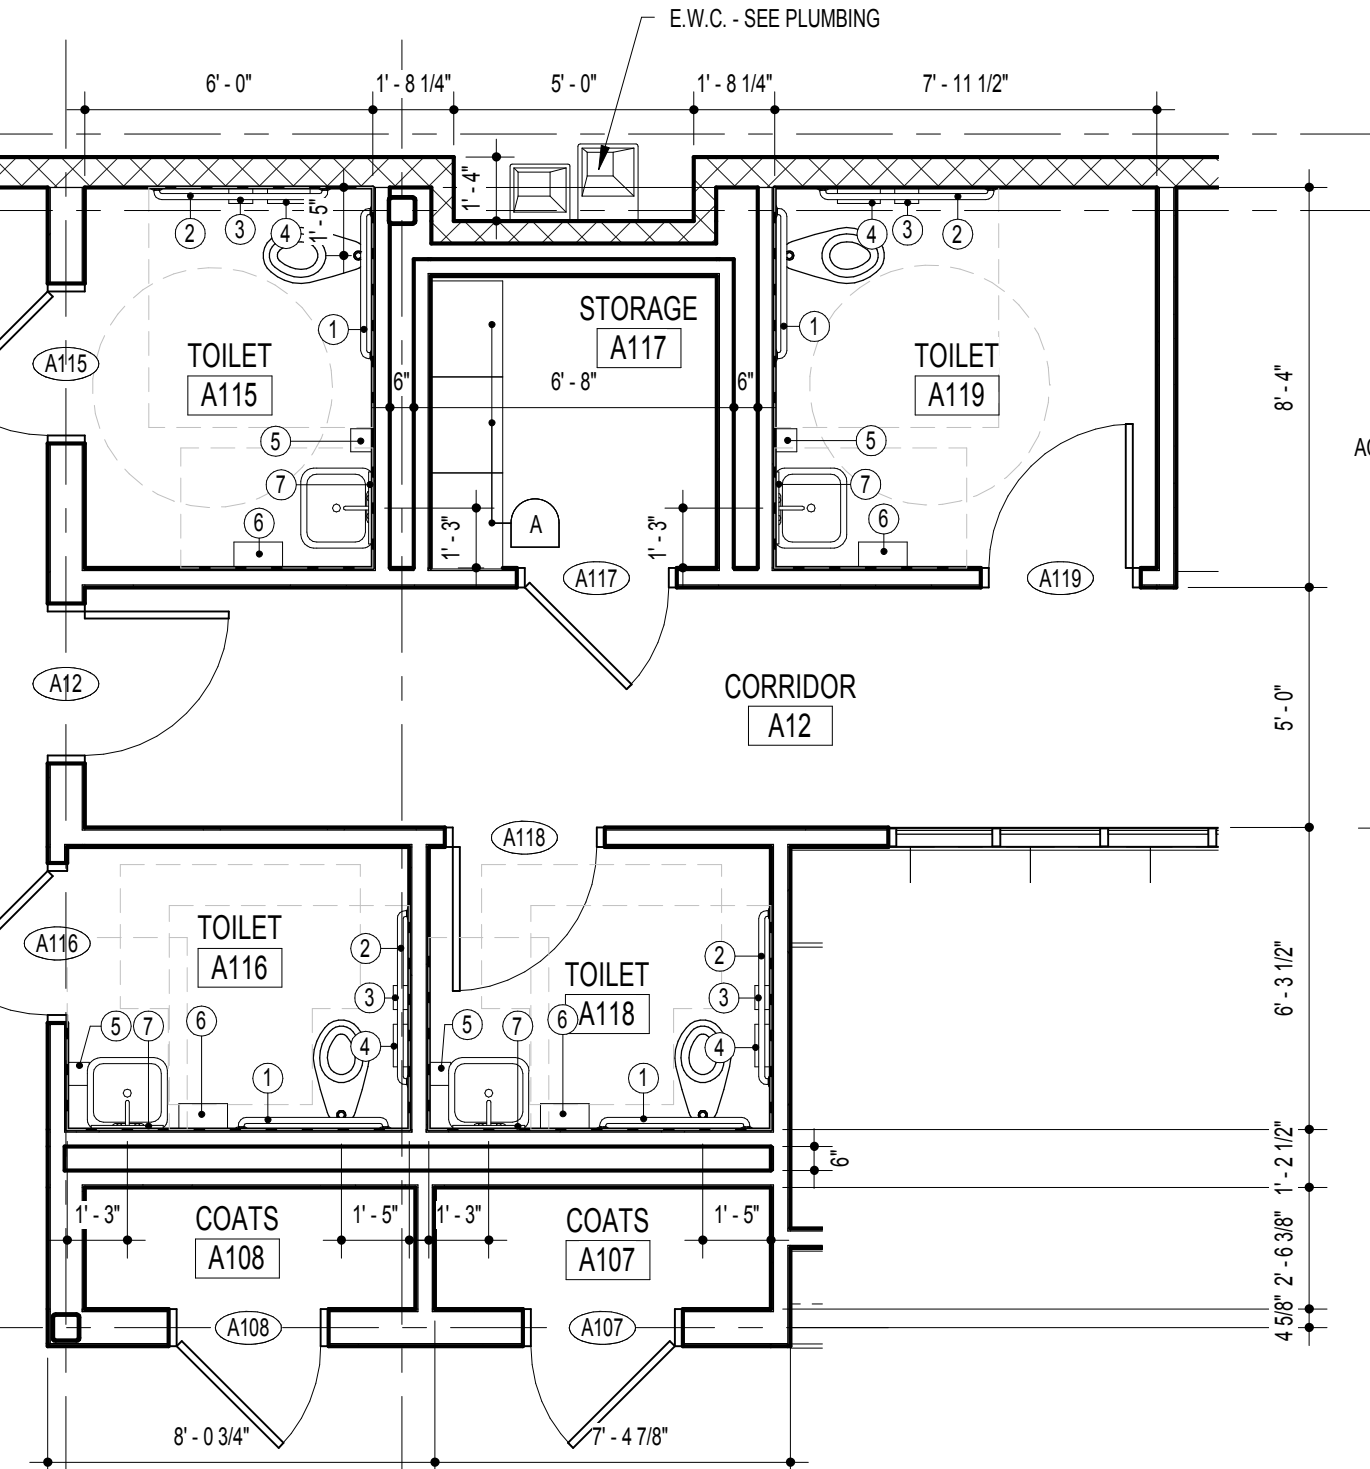 E.W.C. - SEE PLUMBING
6' - 0"
1' - 8 1/4"
5' - 0"
1' - 8 1/4"
7' - 11 1/2"
1' - 4"
2
3
4
1' - 5"
4
3
2
1
1
STORAGE
A117
TOILET
A115
A115
TOILET
A119
6"
6' - 8"
6"
8' - 4"
5
5
7
7
6
6
A
1' - 3"
1' - 3"
A117
A119
A12
CORRIDOR
A12
5' - 0"
A118
TOILET
A116
A116
2
3
4
TOILET
A118
2
3
4
5
7
6
1
5
7
6
1
6' - 3 1/2"
6"
1' - 2 1/2"
1' - 3"
COATS
A108
1' - 5"
1' - 3"
COATS
A107
1' - 5"
2' - 6 3/8"
4 5/8"
A108
A107
8' - 0 3/4"
7' - 4 7/8"